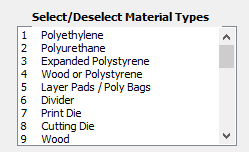 Select/Deselect Material Types
1 Polyethylene
2 Polyurethane
3 Expanded Polystyrene
4 Wood or Polystyrene
5 Layer Pads / Poly Bags
6 Divider
7 Print Die
8 Cutting Die
9 Wood